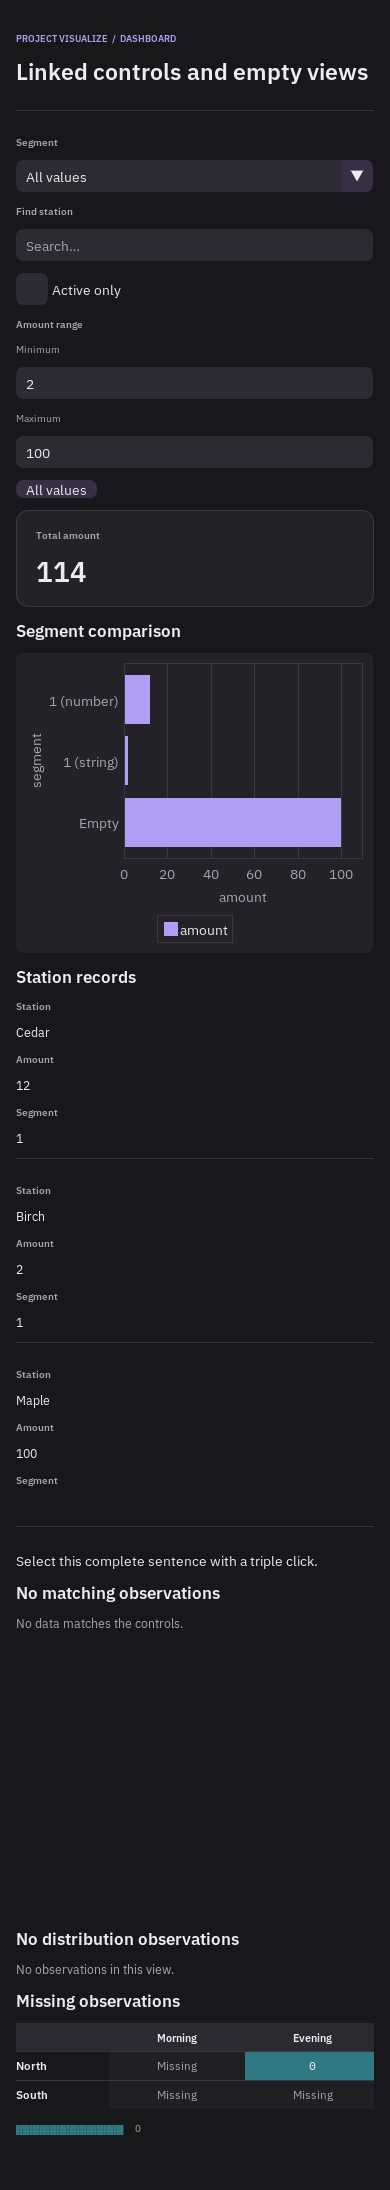 PROJECT VISUALIZE / DASHBOARD
Linked controls and empty views
Segment
All values
Find station
Search...
Active only
Amount range
Minimum
2
Maximum
100
All values
Total amount
114
Segment comparison
1 (number)
1 (string)
Empty
segment
0 20 40 60 80 100
amount
amount
Station records
Station
Cedar
Amount
12
Segment
1
Station
Birch
Amount
2
Segment
1
Station
Maple
Amount
100
Segment
Select this complete sentence with a triple click.
No matching observations
No data matches the controls.
No distribution observations
No observations in this view.
Missing observations
Morning Evening
North Missing 0
South Missing Missing
0